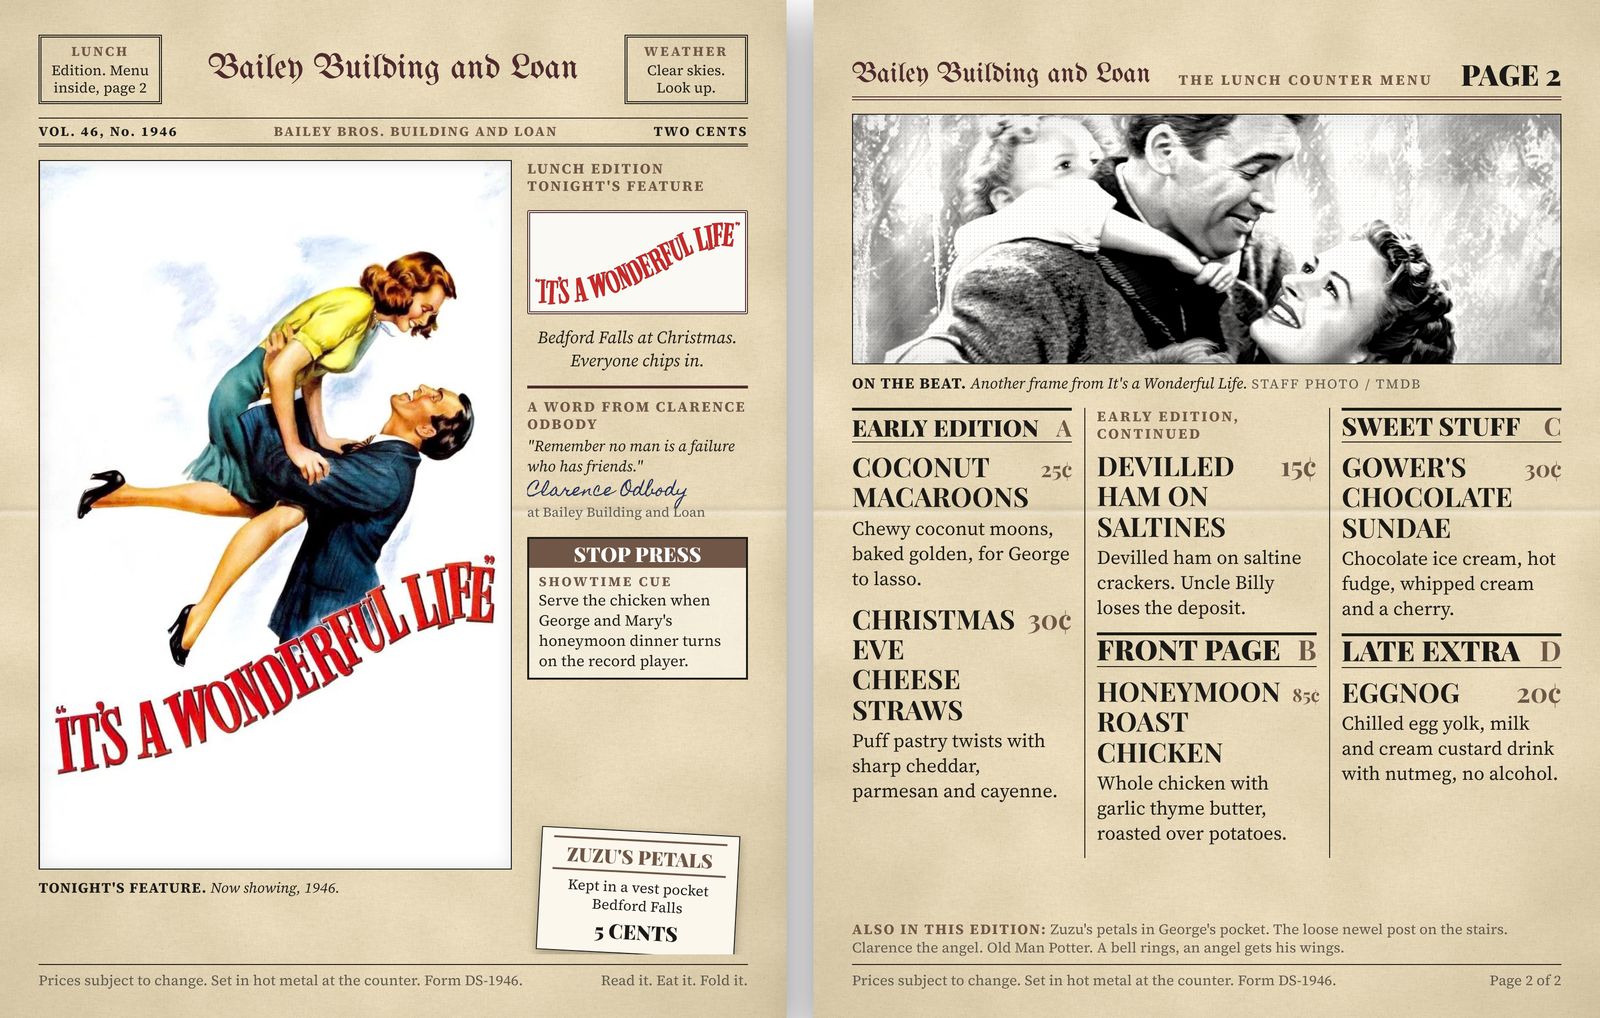 LUNCH
Edition. Menu
inside, page 2
Bailey Building and Loan
WEATHER
Clear skies.
Look up.
VOL. 46, No. 1946
BAILEY BROS. BUILDING AND LOAN
TWO CENTS
"IT'S A WONDERFUL LIFE"
TONIGHT'S FEATURE. Now showing, 1946.
LUNCH EDITION
TONIGHT'S FEATURE
"IT'S A WONDERFUL LIFE"
Bedford Falls at Christmas.
Everyone chips in.
A WORD FROM CLARENCE
ODBODY
"Remember no man is a failure
who has friends."
Clarence Odbody
at Bailey Building and Loan
STOP PRESS
SHOWTIME CUE
Serve the chicken when
George and Mary's
honeymoon dinner turns
on the record player.
ZUZU'S PETALS
Kept in a vest pocket
Bedford Falls
5 CENTS
Prices subject to change. Set in hot metal at the counter. Form DS-1946.
Read it. Eat it. Fold it.
Bailey Building and Loan
THE LUNCH COUNTER MENU
PAGE 2
ON THE BEAT. Another frame from It's a Wonderful Life. STAFF PHOTO / TMDB
EARLY EDITION A
COCONUT 25¢
MACAROONS
Chewy coconut moons,
baked golden, for George
to lasso.
CHRISTMAS 30¢
EVE
CHEESE
STRAWS
Puff pastry twists with
sharp cheddar,
parmesan and cayenne.
EARLY EDITION,
CONTINUED
DEVILLED 15¢
HAM ON
SALTINES
Devilled ham on saltine
crackers. Uncle Billy
loses the deposit.
FRONT PAGE B
HONEYMOON 85¢
ROAST
CHICKEN
Whole chicken with
garlic thyme butter,
roasted over potatoes.
SWEET STUFF C
GOWER'S 30¢
CHOCOLATE
SUNDAE
Chocolate ice cream, hot
fudge, whipped cream
and a cherry.
LATE EXTRA D
EGGNOG 20¢
Chilled egg yolk, milk
and cream custard drink
with nutmeg, no alcohol.
ALSO IN THIS EDITION: Zuzu's petals in George's pocket. The loose newel post on the stairs.
Clarence the angel. Old Man Potter. A bell rings, an angel gets his wings.
Prices subject to change. Set in hot metal at the counter. Form DS-1946.
Page 2 of 2